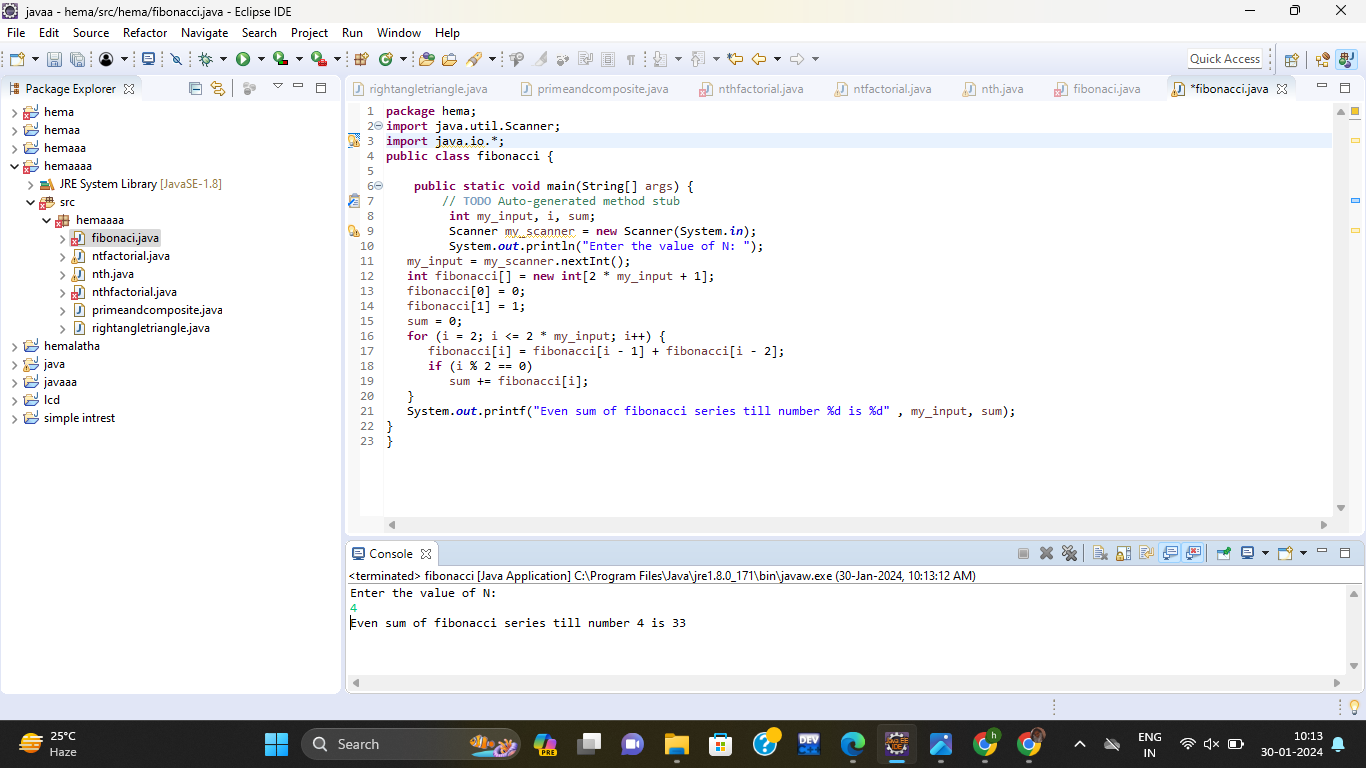 javaa - hema/src/hema/fibonacci.java - Eclipse IDE
File Edit Source Refactor Navigate Search Project Run Window Help
Quick Access
Package Explorer
hema
hemaa
hemaaa
hemaaaa
JRE System Library [JavaSE-1.8]
src
hemaaaa
fibonaci.java
ntfactorial.java
nth.java
nthfactorial.java
primeandcomposite.java
rightangletriangle.java
hemalatha
java
javaaa
lcd
simple intrest
rightangletriangle.java primeandcomposite.java nthfactorial.java ntfactorial.java nth.java fibonaci.java *fibonacci.java
1 package hema;
2 import java.util.Scanner;
3 import java.io.*;
4 public class fibonacci {
5
6 public static void main(String[] args) {
7 // TODO Auto-generated method stub
8 int my_input, i, sum;
9 Scanner my_scanner = new Scanner(System.in);
10 System.out.println("Enter the value of N: ");
11 my_input = my_scanner.nextInt();
12 int fibonacci[] = new int[2 * my_input + 1];
13 fibonacci[0] = 0;
14 fibonacci[1] = 1;
15 sum = 0;
16 for (i = 2; i <= 2 * my_input; i++) {
17 fibonacci[i] = fibonacci[i - 1] + fibonacci[i - 2];
18 if (i % 2 == 0)
19 sum += fibonacci[i];
20 }
21 System.out.printf("Even sum of fibonacci series till number %d is %d" , my_input, sum);
22 }
23 }
Console
<terminated> fibonacci [Java Application] C:\Program Files\Java\jre1.8.0_171\bin\javaw.exe (30-Jan-2024, 10:13:12 AM)
Enter the value of N:
4
Even sum of fibonacci series till number 4 is 33
25°C
Haze
Search
PRE
DEV
JAVA EE
IDE
h
ENG
IN
10:13
30-01-2024